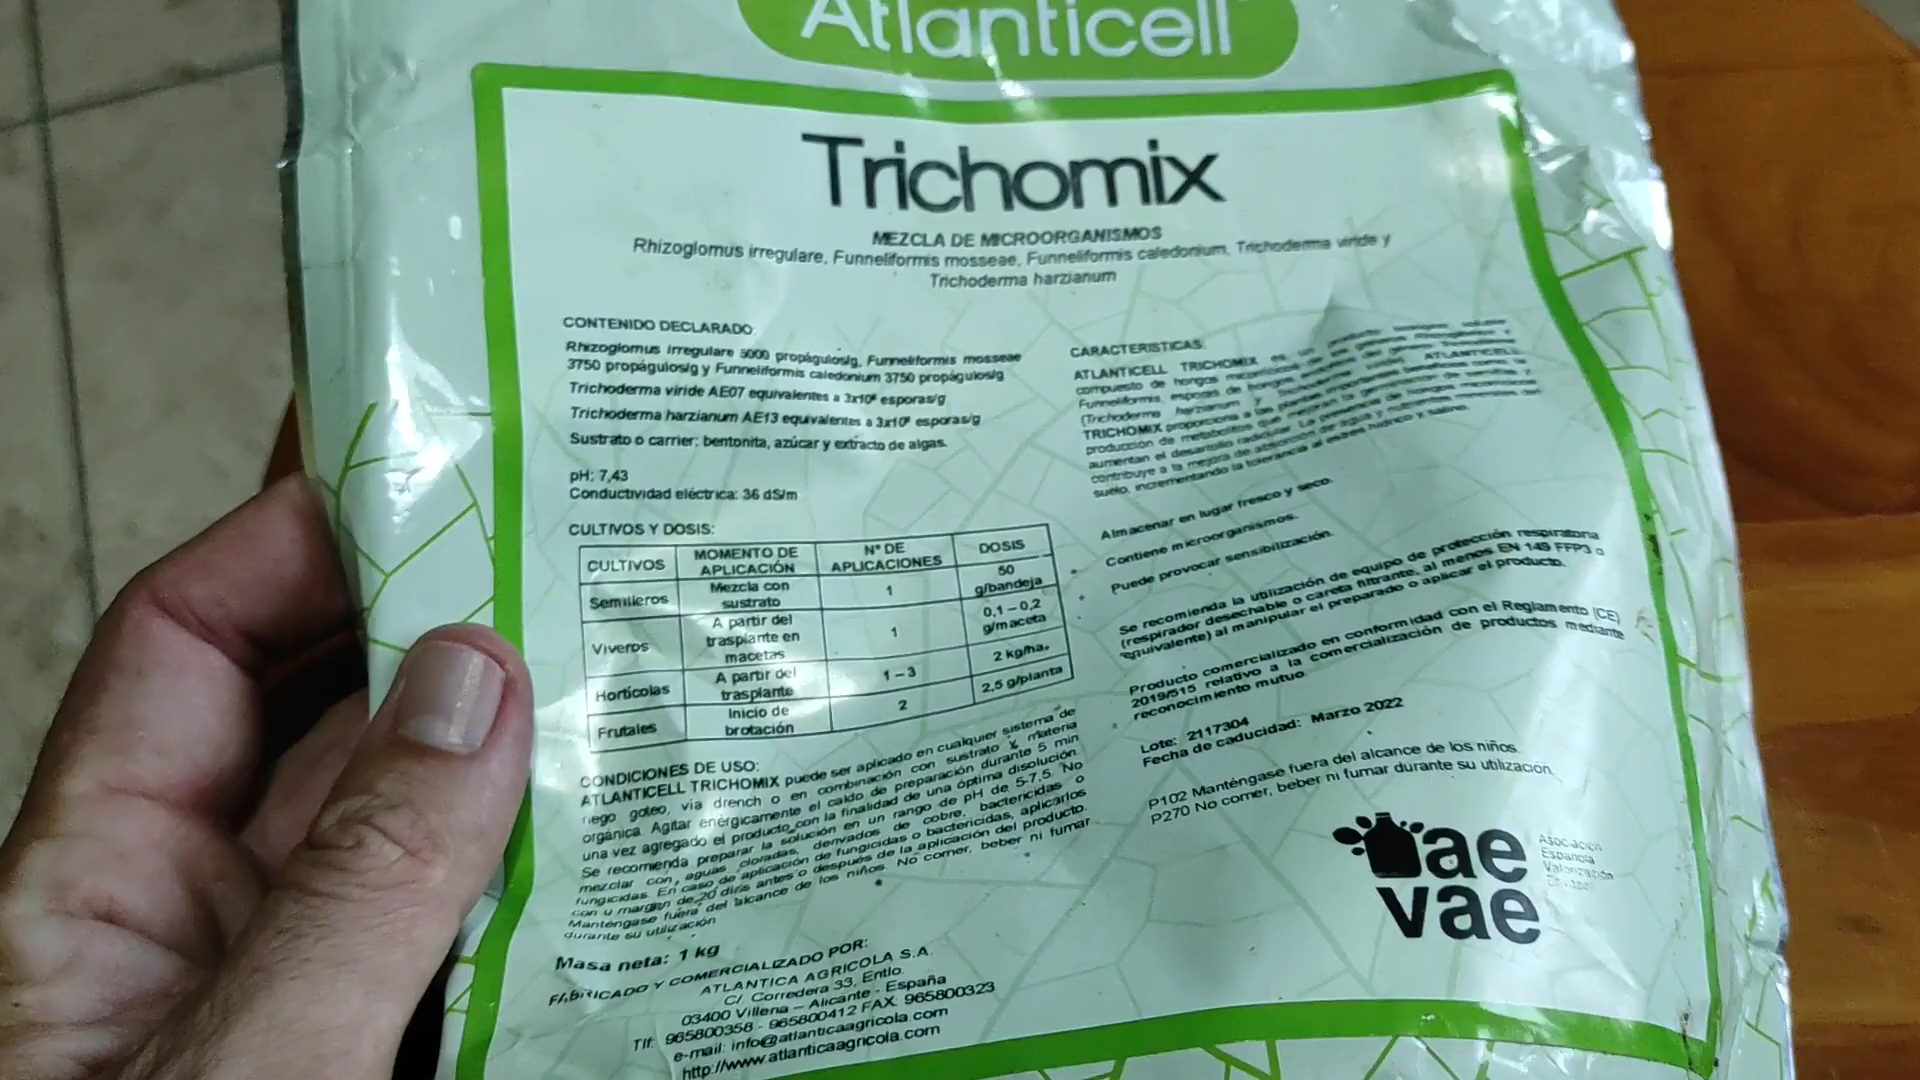 Atlanticell
Trichomix
MEZCLA DE MICROORGANISMOS
Rhizoglomus irregulare, Funneliformis mosseae, Funneliformis caledonium, Trichoderma viride y
Trichoderma harzianum
CONTENIDO DECLARADO:
Rhizoglomus irregulare 5000 propágulos/g, Funneliformis mosseae
3750 propágulos/g y Funneliformis caledonium 3750 propágulos/g
Trichoderma viride AE07 equivalentes a 3x10⁸ esporas/g
Trichoderma harzianum AE13 equivalentes a 3x10⁸ esporas/g
Sustrato o carrier: bentonita, azúcar y extracto de algas.
pH: 7,43
Conductividad eléctrica: 36 dS/m
CULTIVOS Y DOSIS:
CULTIVOS MOMENTO DE APLICACIÓN Nº DE APLICACIONES DOSIS
Semilleros Mezcla con sustrato 1 50 g/bandeja
Viveros A partir del trasplante en macetas 1 0,1 – 0,2 g/maceta
Hortícolas A partir del trasplante 1 – 3 2 kg/ha.
Frutales Inicio de brotación 2 2,5 g/planta
CONDICIONES DE USO:
ATLANTICELL TRICHOMIX puede ser aplicado en cualquier sistema de
riego goteo, vía drench o en combinación con sustrato y materia
orgánica. Agitar enérgicamente el caldo de preparación durante 5 min
una vez agregado el producto con la finalidad de una óptima disolución.
Se recomienda preparar la solución en un rango de pH de 5-7,5. No
mezclar con aguas cloradas, derivados de cobre, bactericidas o
fungicidas. En caso de aplicación de fungicidas o bactericidas, aplicarlos
con u margen de 20 días antes o después de la aplicación del producto.
Manténgase fuera del alcance de los niños. No comer, beber ni fumar
durante su utilización
Masa neta: 1 kg
FABRICADO Y COMERCIALIZADO POR:
ATLANTICA AGRICOLA S.A.
C/ Corredera 33, Entlo.
03400 Villena – Alicante - España
Tlf: 965800358 - 965800412 FAX: 965800323
e-mail: info@atlanticaagricola.com
http://www.atlanticaagricola.com
CARACTERISTICAS:
ATLANTICELL TRICHOMIX es un producto
compuesto de hongos
Funneliformis, esporas de hongos
(Trichoderma harzianum y ATLANTICELL
TRICHOMIX proporciona a las plantas importantes beneficios
producción de metabolitos que mejoran la
aumentan el desarrollo radicular. La presencia de hongos
contribuye a la mejora de absorción de agua y nutrientes
suelo, incrementando la tolerancia al estrés hídrico y salino.
Almacenar en lugar fresco y seco.
Contiene microorganismos.
Puede provocar sensibilización.
Se recomienda la utilización de equipo de protección respiratoria
(respirador desechable o careta filtrante, al menos EN 149 FFP3 o
equivalente) al manipular el preparado o aplicar el producto.
Producto comercializado en conformidad con el Reglamento (CE)
2019/515 relativo a la comercialización de productos mediante
reconocimiento mutuo.
Lote: 2117304
Fecha de caducidad: Marzo 2022
P102 Manténgase fuera del alcance de los niños.
P270 No comer, beber ni fumar durante su utilización.
ae
vae
Asociación
Española
Valorización